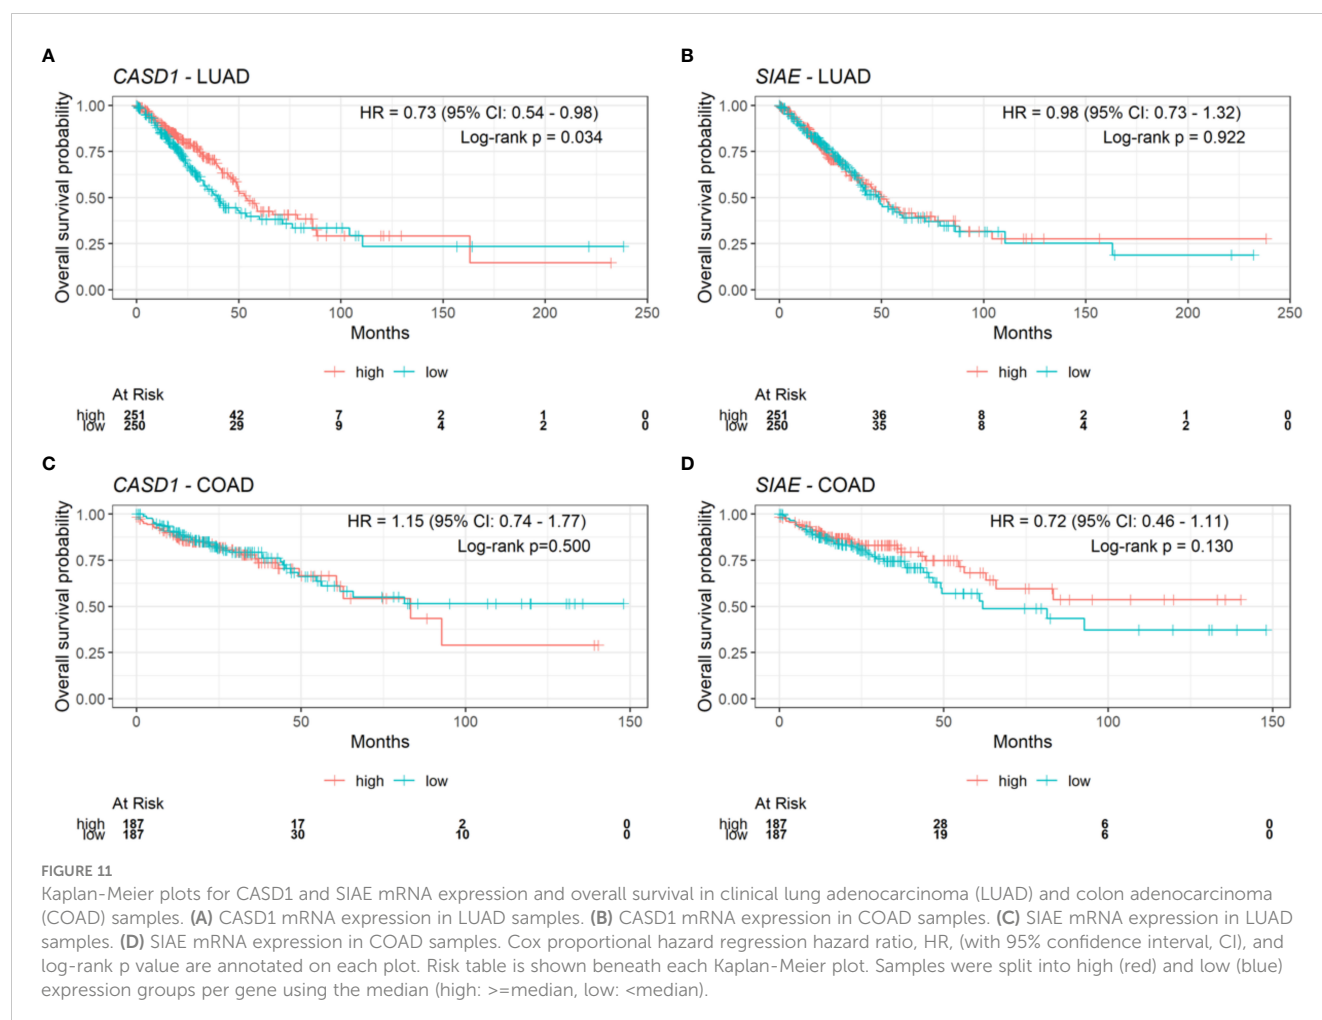 A
CASD1 - LUAD
Overall survival probability
1.00
0.75
0.50
0.25
0.00
HR = 0.73 (95% CI: 0.54 - 0.98)
Log-rank p = 0.034
0 50 100 150 200 250
Months
high low
At Risk
high 251 42 7 2 1 0
low 250 29 9 4 2 0
B
SIAE - LUAD
Overall survival probability
1.00
0.75
0.50
0.25
0.00
HR = 0.98 (95% CI: 0.73 - 1.32)
Log-rank p = 0.922
0 50 100 150 200 250
Months
high low
At Risk
high 251 36 8 2 1 0
low 250 35 8 4 2 0
C
CASD1 - COAD
Overall survival probability
1.00
0.75
0.50
0.25
0.00
HR = 1.15 (95% CI: 0.74 - 1.77)
Log-rank p=0.500
0 50 100 150
Months
high low
At Risk
high 187 17 2 0
low 187 30 10 0
D
SIAE - COAD
Overall survival probability
1.00
0.75
0.50
0.25
0.00
HR = 0.72 (95% CI: 0.46 - 1.11)
Log-rank p = 0.130
0 50 100 150
Months
high low
At Risk
high 187 28 6 0
low 187 19 6 0
FIGURE 11
Kaplan-Meier plots for CASD1 and SIAE mRNA expression and overall survival in clinical lung adenocarcinoma (LUAD) and colon adenocarcinoma
(COAD) samples. (A) CASD1 mRNA expression in LUAD samples. (B) CASD1 mRNA expression in COAD samples. (C) SIAE mRNA expression in LUAD
samples. (D) SIAE mRNA expression in COAD samples. Cox proportional hazard regression hazard ratio, HR, (with 95% confidence interval, CI), and
log-rank p value are annotated on each plot. Risk table is shown beneath each Kaplan-Meier plot. Samples were split into high (red) and low (blue)
expression groups per gene using the median (high: >=median, low: <median).